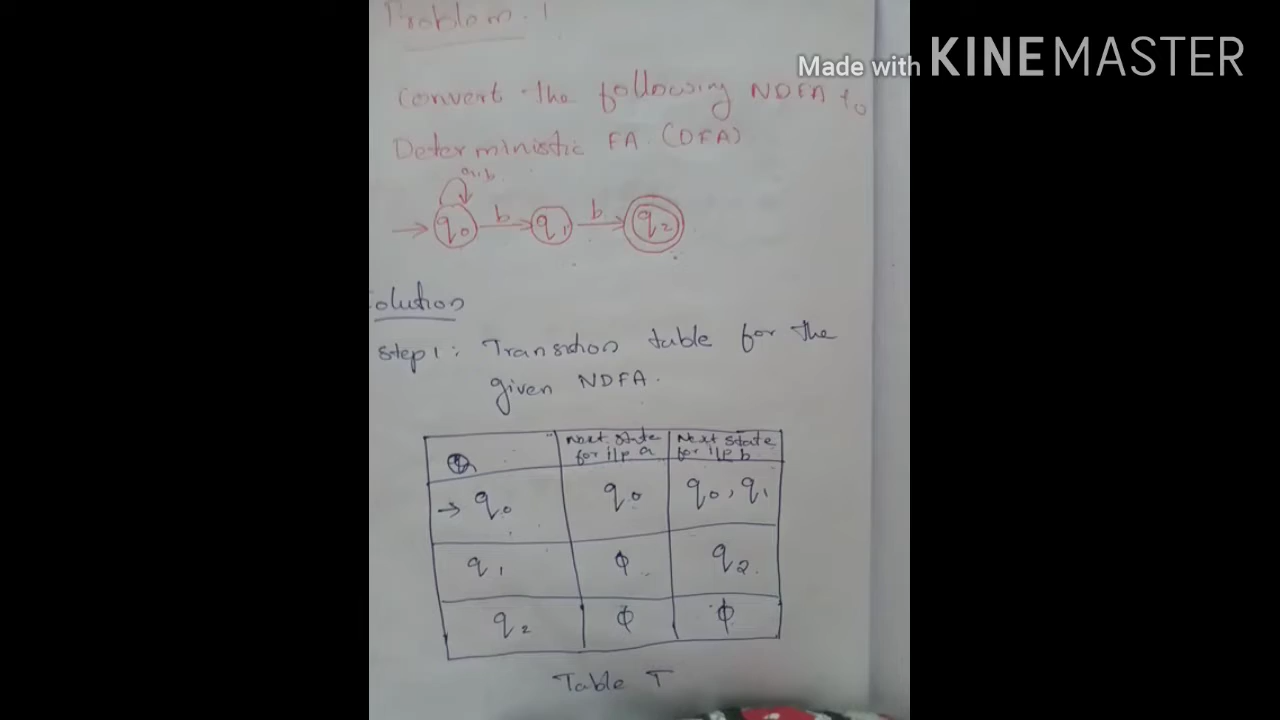 Problem. 1
Made with KINEMASTER
Convert the following NDFA to
Deterministic FA (DFA)
a,b
q0 b q1 b q2
olution
Step 1: Transition table for the
given NDFA.
Q
Next state for i/p a
Next state for i/p b
→ q0 q0 q0, q1
q1 ϕ q2
q2 ϕ ϕ
Table T